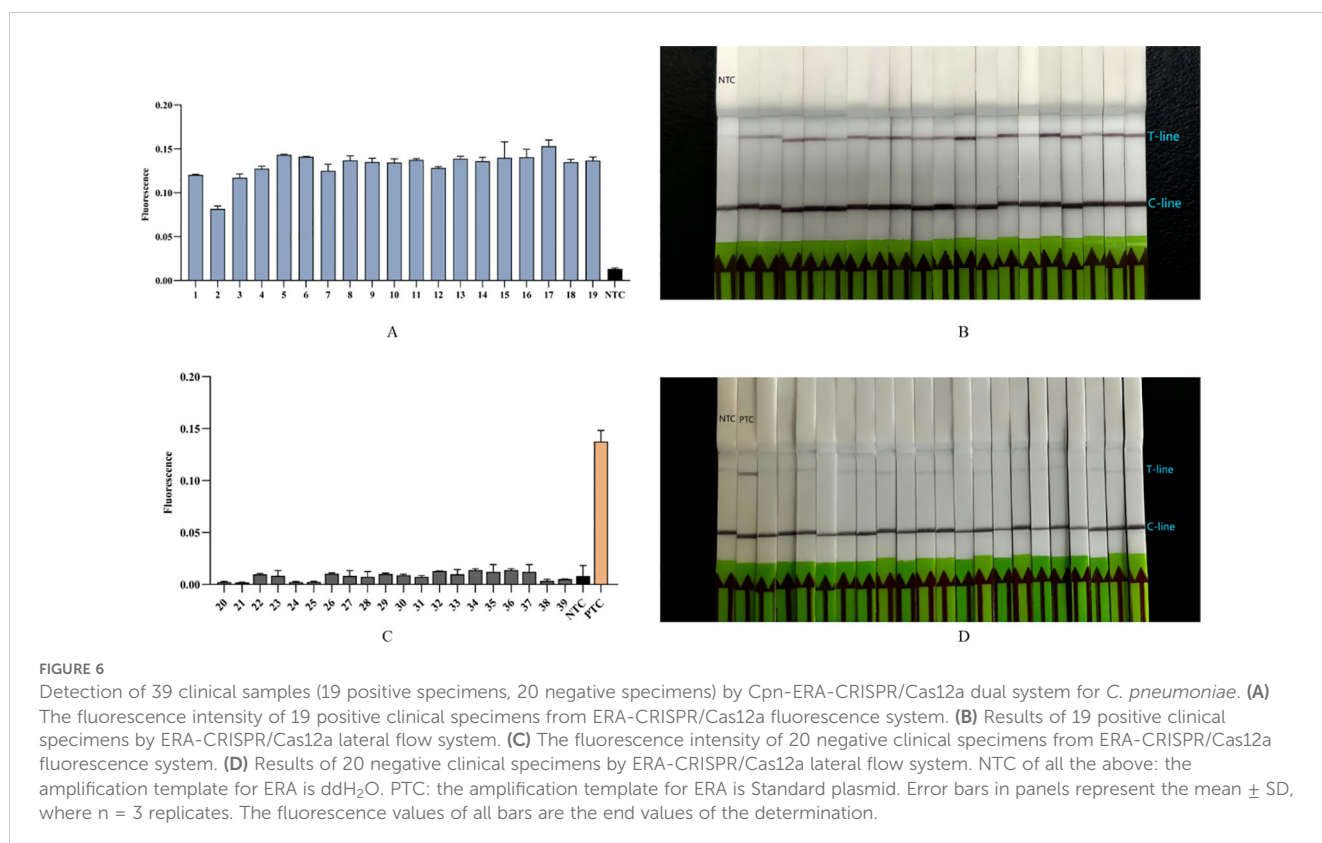 0.20
0.15
0.10
0.05
0.00
Fluorescence
1 2 3 4 5 6 7 8 9 10 11 12 13 14 15 16 17 18 19 NTC
A
NTC
T-line
C-line
B
0.20
0.15
0.10
0.05
0.00
Fluorescence
20 21 22 23 24 25 26 27 28 29 30 31 32 33 34 35 36 37 38 39 NTC PTC
C
NTC PTC
T-line
C-line
D
FIGURE 6
Detection of 39 clinical samples (19 positive specimens, 20 negative specimens) by Cpn-ERA-CRISPR/Cas12a dual system for C. pneumoniae. (A)
The fluorescence intensity of 19 positive clinical specimens from ERA-CRISPR/Cas12a fluorescence system. (B) Results of 19 positive clinical
specimens by ERA-CRISPR/Cas12a lateral flow system. (C) The fluorescence intensity of 20 negative clinical specimens from ERA-CRISPR/Cas12a
fluorescence system. (D) Results of 20 negative clinical specimens by ERA-CRISPR/Cas12a lateral flow system. NTC of all the above: the
amplification template for ERA is ddH₂O. PTC: the amplification template for ERA is Standard plasmid. Error bars in panels represent the mean ± SD,
where n = 3 replicates. The fluorescence values of all bars are the end values of the determination.